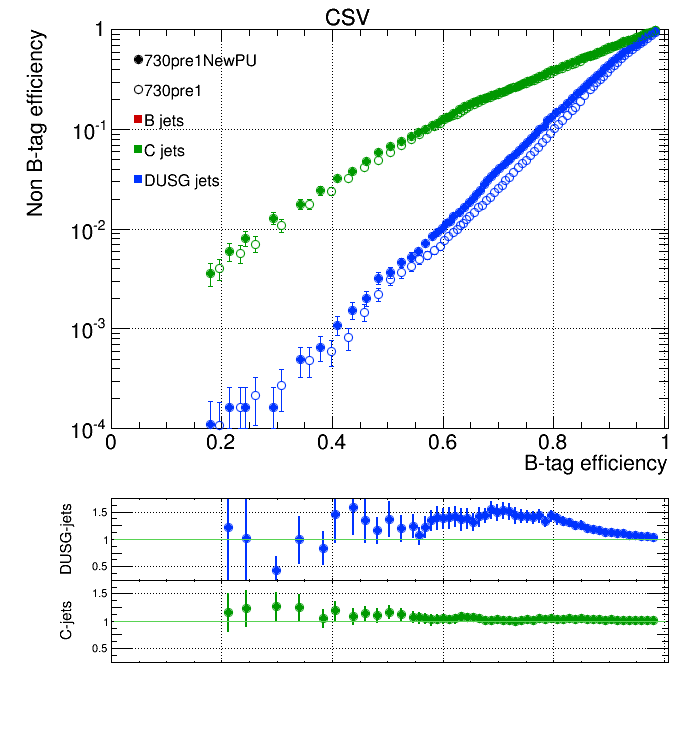 CSV
Non B-tag efficiency
1
10-1
10-2
10-3
10-4
730pre1NewPU
730pre1
B jets
C jets
DUSG jets
0 0.2 0.4 0.6 0.8 1
B-tag efficiency
DUSG-jets
1.5
1
0.5
C-jets
1.5
1
0.5